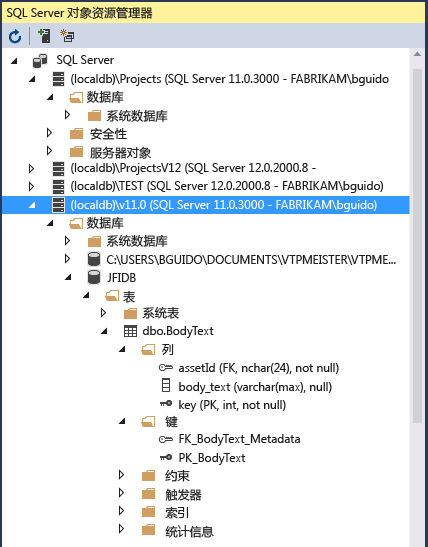 SQL Server 对象资源管理器
SQL Server
(localdb)\Projects (SQL Server 11.0.3000 - FABRIKAM\bguido
数据库
系统数据库
安全性
服务器对象
(localdb)\ProjectsV12 (SQL Server 12.0.2000.8 -
(localdb)\TEST (SQL Server 12.0.2000.8 - FABRIKAM\bguido)
(localdb)\v11.0 (SQL Server 11.0.3000 - FABRIKAM\bguido)
数据库
系统数据库
C:\USERS\BGUIDO\DOCUMENTS\VTPMEISTER\VTPME...
JFIDB
表
系统表
dbo.BodyText
列
assetId (FK, nchar(24), not null)
body_text (varchar(max), null)
key (PK, int, not null)
键
FK_BodyText_Metadata
PK_BodyText
约束
触发器
索引
统计信息